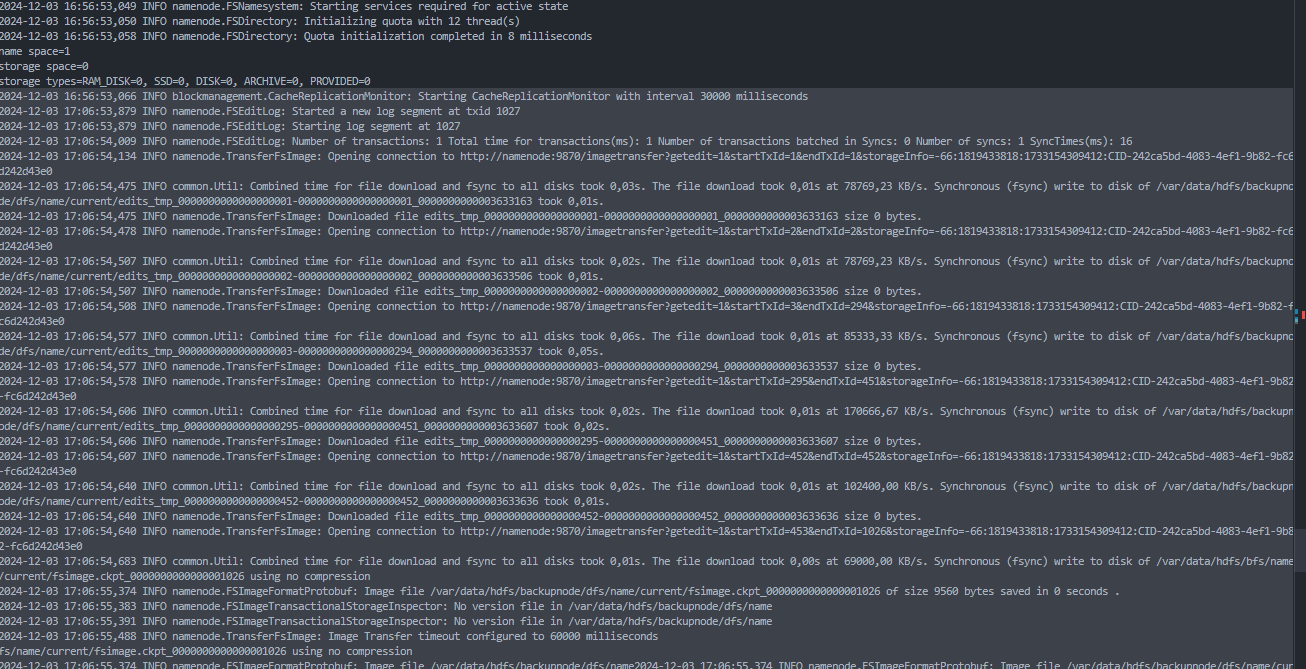 2024-12-03 16:56:53,049 INFO namenode.FSNamesystem: Starting services required for active state
2024-12-03 16:56:53,050 INFO namenode.FSDirectory: Initializing quota with 12 thread(s)
2024-12-03 16:56:53,058 INFO namenode.FSDirectory: Quota initialization completed in 8 milliseconds
name space=1
storage space=0
storage types=RAM_DISK=0, SSD=0, DISK=0, ARCHIVE=0, PROVIDED=0
2024-12-03 16:56:53,066 INFO blockmanagement.CacheReplicationMonitor: Starting CacheReplicationMonitor with interval 30000 milliseconds
2024-12-03 17:06:53,879 INFO namenode.FSEditLog: Started a new log segment at txid 1027
2024-12-03 17:06:53,879 INFO namenode.FSEditLog: Starting log segment at 1027
2024-12-03 17:06:54,009 INFO namenode.FSEditLog: Number of transactions: 1 Total time for transactions(ms): 1 Number of transactions batched in Syncs: 0 Number of syncs: 1 SyncTimes(ms): 16
2024-12-03 17:06:54,134 INFO namenode.TransferFsImage: Opening connection to http://namenode:9870/imagetransfer?getedit=1&startTxId=1&endTxId=1&storageInfo=-66:1819433818:1733154309412:CID-242ca5bd-4083-4ef1-9b82-fc6
d242d43e0
2024-12-03 17:06:54,475 INFO common.Util: Combined time for file download and fsync to all disks took 0,03s. The file download took 0,01s at 78769,23 KB/s. Synchronous (fsync) write to disk of /var/data/hdfs/backupno
de/dfs/name/current/edits_tmp_0000000000000000001-0000000000000000001_0000000000003633163 took 0,01s.
2024-12-03 17:06:54,475 INFO namenode.TransferFsImage: Downloaded file edits_tmp_0000000000000000001-0000000000000000001_0000000000003633163 size 0 bytes.
2024-12-03 17:06:54,478 INFO namenode.TransferFsImage: Opening connection to http://namenode:9870/imagetransfer?getedit=1&startTxId=2&endTxId=2&storageInfo=-66:1819433818:1733154309412:CID-242ca5bd-4083-4ef1-9b82-fc6
d242d43e0
2024-12-03 17:06:54,507 INFO common.Util: Combined time for file download and fsync to all disks took 0,02s. The file download took 0,01s at 78769,23 KB/s. Synchronous (fsync) write to disk of /var/data/hdfs/backupno
de/dfs/name/current/edits_tmp_0000000000000000002-0000000000000000002_0000000000003633506 took 0,01s.
2024-12-03 17:06:54,507 INFO namenode.TransferFsImage: Downloaded file edits_tmp_0000000000000000002-0000000000000000002_0000000000003633506 size 0 bytes.
2024-12-03 17:06:54,508 INFO namenode.TransferFsImage: Opening connection to http://namenode:9870/imagetransfer?getedit=1&startTxId=3&endTxId=294&storageInfo=-66:1819433818:1733154309412:CID-242ca5bd-4083-4ef1-9b82-f
c6d242d43e0
2024-12-03 17:06:54,577 INFO common.Util: Combined time for file download and fsync to all disks took 0,06s. The file download took 0,01s at 85333,33 KB/s. Synchronous (fsync) write to disk of /var/data/hdfs/backupno
de/dfs/name/current/edits_tmp_0000000000000000003-0000000000000000294_0000000000003633537 took 0,05s.
2024-12-03 17:06:54,577 INFO namenode.TransferFsImage: Downloaded file edits_tmp_0000000000000000003-0000000000000000294_0000000000003633537 size 0 bytes.
2024-12-03 17:06:54,578 INFO namenode.TransferFsImage: Opening connection to http://namenode:9870/imagetransfer?getedit=1&startTxId=295&endTxId=451&storageInfo=-66:1819433818:1733154309412:CID-242ca5bd-4083-4ef1-9b82
-fc6d242d43e0
2024-12-03 17:06:54,606 INFO common.Util: Combined time for file download and fsync to all disks took 0,02s. The file download took 0,01s at 170666,67 KB/s. Synchronous (fsync) write to disk of /var/data/hdfs/backupn
ode/dfs/name/current/edits_tmp_0000000000000000295-0000000000000000451_0000000000003633607 took 0,02s.
2024-12-03 17:06:54,606 INFO namenode.TransferFsImage: Downloaded file edits_tmp_0000000000000000295-0000000000000000451_0000000000003633607 size 0 bytes.
2024-12-03 17:06:54,607 INFO namenode.TransferFsImage: Opening connection to http://namenode:9870/imagetransfer?getedit=1&startTxId=452&endTxId=452&storageInfo=-66:1819433818:1733154309412:CID-242ca5bd-4083-4ef1-9b82
-fc6d242d43e0
2024-12-03 17:06:54,640 INFO common.Util: Combined time for file download and fsync to all disks took 0,02s. The file download took 0,01s at 102400,00 KB/s. Synchronous (fsync) write to disk of /var/data/hdfs/backupn
ode/dfs/name/current/edits_tmp_0000000000000000452-0000000000000000452_0000000000003633636 took 0,01s.
2024-12-03 17:06:54,640 INFO namenode.TransferFsImage: Downloaded file edits_tmp_0000000000000000452-0000000000000000452_0000000000003633636 size 0 bytes.
2024-12-03 17:06:54,640 INFO namenode.TransferFsImage: Opening connection to http://namenode:9870/imagetransfer?getedit=1&startTxId=453&endTxId=1026&storageInfo=-66:1819433818:1733154309412:CID-242ca5bd-4083-4ef1-9b8
2-fc6d242d43e0
2024-12-03 17:06:54,683 INFO common.Util: Combined time for file download and fsync to all disks took 0,01s. The file download took 0,00s at 69000,00 KB/s. Synchronous (fsync) write to disk of /var/data/hdfs/bfs/name
/current/fsimage.ckpt_0000000000000001026 using no compression
2024-12-03 17:06:55,374 INFO namenode.FSImageFormatProtobuf: Image file /var/data/hdfs/backupnode/dfs/name/current/fsimage.ckpt_0000000000000001026 of size 9560 bytes saved in 0 seconds .
2024-12-03 17:06:55,383 INFO namenode.FSImageTransactionalStorageInspector: No version file in /var/data/hdfs/backupnode/dfs/name
2024-12-03 17:06:55,391 INFO namenode.FSImageTransactionalStorageInspector: No version file in /var/data/hdfs/backupnode/dfs/name
2024-12-03 17:06:55,488 INFO namenode.TransferFsImage: Image Transfer timeout configured to 60000 milliseconds
fs/name/current/fsimage.ckpt_0000000000000001026 using no compression
2024-12-03 17:06:55,374 INFO namenode.FSImageFormatProtobuf: Image file /var/data/hdfs/backupnode/dfs/name2024-12-03 17:06:55,374 INFO namenode.FSImageFormatProtobuf: Image file /var/data/hdfs/backupnode/dfs/name/cur